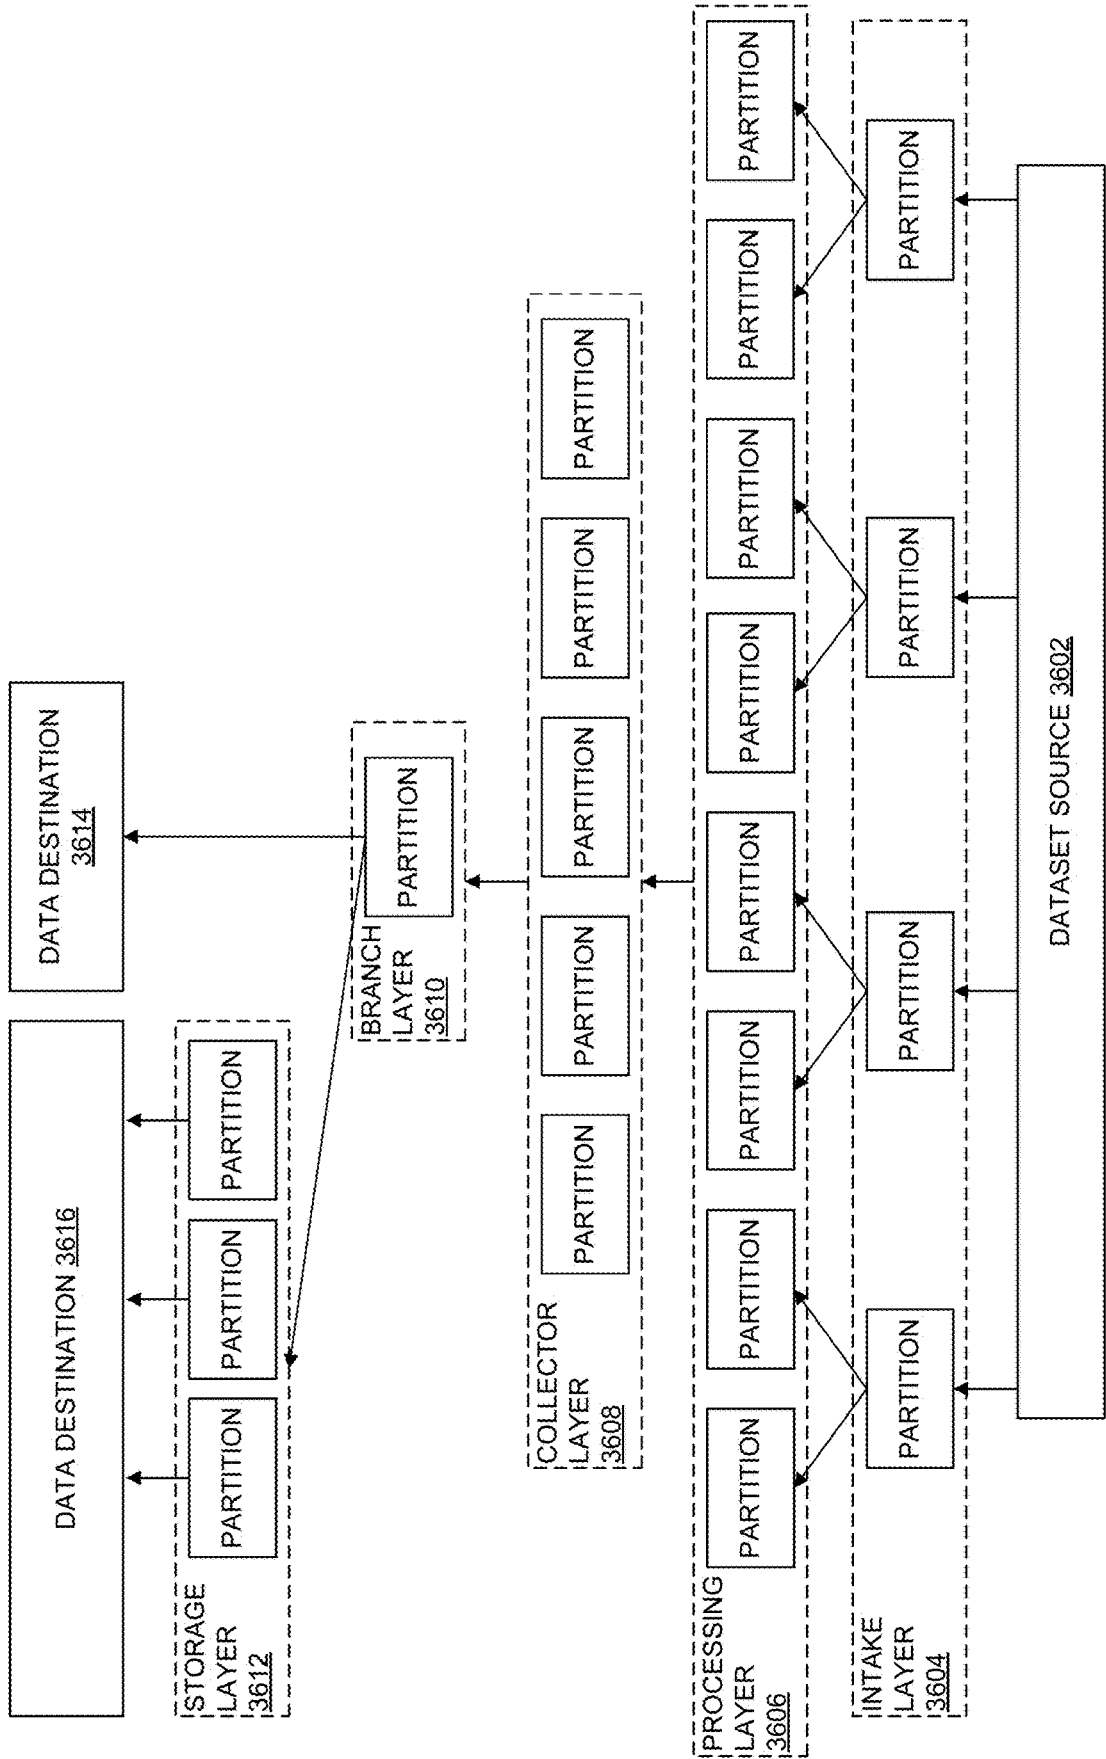 DATA DESTINATION 3616
DATA DESTINATION
3614
STORAGE
LAYER
3612
PARTITION
PARTITION
PARTITION
BRANCH
LAYER
3610
PARTITION
COLLECTOR
LAYER
3608
PARTITION
PARTITION
PARTITION
PARTITION
PARTITION
PROCESSING
LAYER
3606
PARTITION
PARTITION
PARTITION
PARTITION
PARTITION
PARTITION
PARTITION
PARTITION
INTAKE
LAYER
3604
PARTITION
PARTITION
PARTITION
PARTITION
DATASET SOURCE 3602